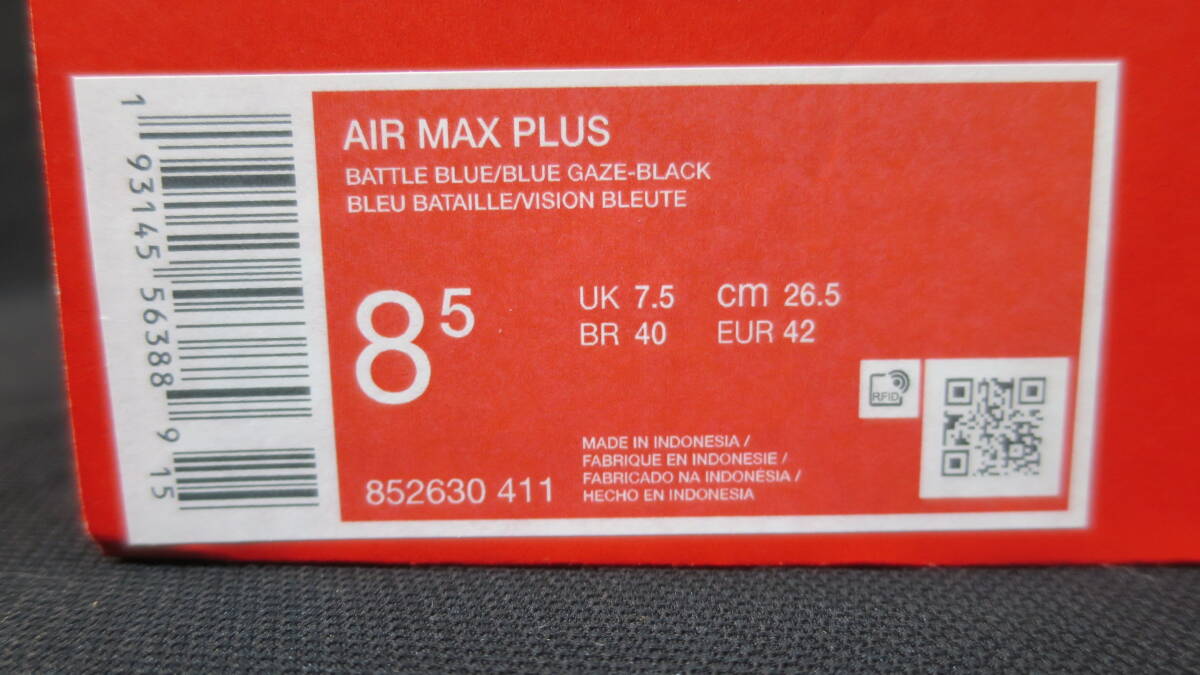 AIR MAX PLUS
BATTLE BLUE/BLUE GAZE-BLACK
BLEU BATAILLE/VISION BLEUTE
8 5
UK 7.5 cm 26.5
BR 40 EUR 42
RFID
852630 411
MADE IN INDONESIA /
FABRIQUE EN INDONESIE /
FABRICADO NA INDONÉSIA /
HECHO EN INDONESIA
1 93145 56388 9 15